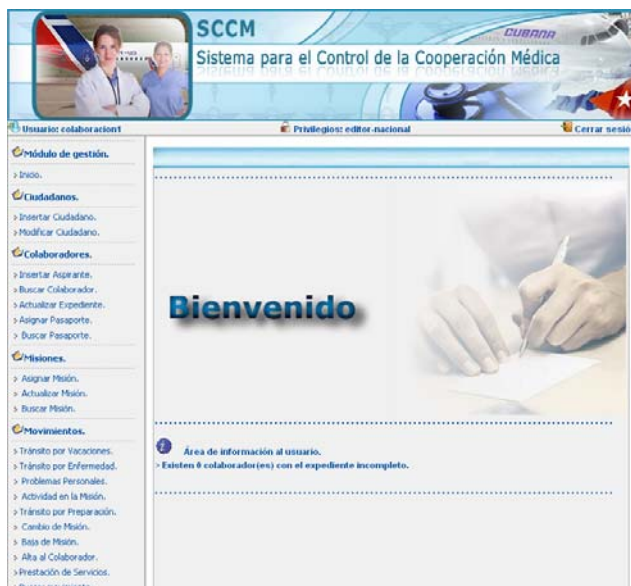 SCCM
CUBANA
Sistema para el Control de la Cooperación Médica
Usuario: colaboracion1 Privilegios: editor-nacional Cerrar sesió
Módulo de gestión.
> Inicio.
Ciudadanos.
> Insertar Ciudadano.
> Modificar Ciudadano.
Colaboradores.
> Insertar Aspirante.
> Buscar Colaborador.
> Actualizar Expediente.
> Asignar Pasaporte.
> Buscar Pasaporte.
Misiones.
> Asignar Misión.
> Actualizar Misión.
> Buscar Misión.
Movimientos.
> Tránsito por Vacaciones.
> Tránsito por Enfermedad.
> Problemas Personales.
> Actividad en la Misión.
> Tránsito por Preparación.
> Cambio de Misión.
> Baja de Misión.
> Alta al Colaborador.
> Prestación de Servicios.
Bienvenido
Área de información al usuario.
> Existen 0 colaborador(es) con el expediente incompleto.